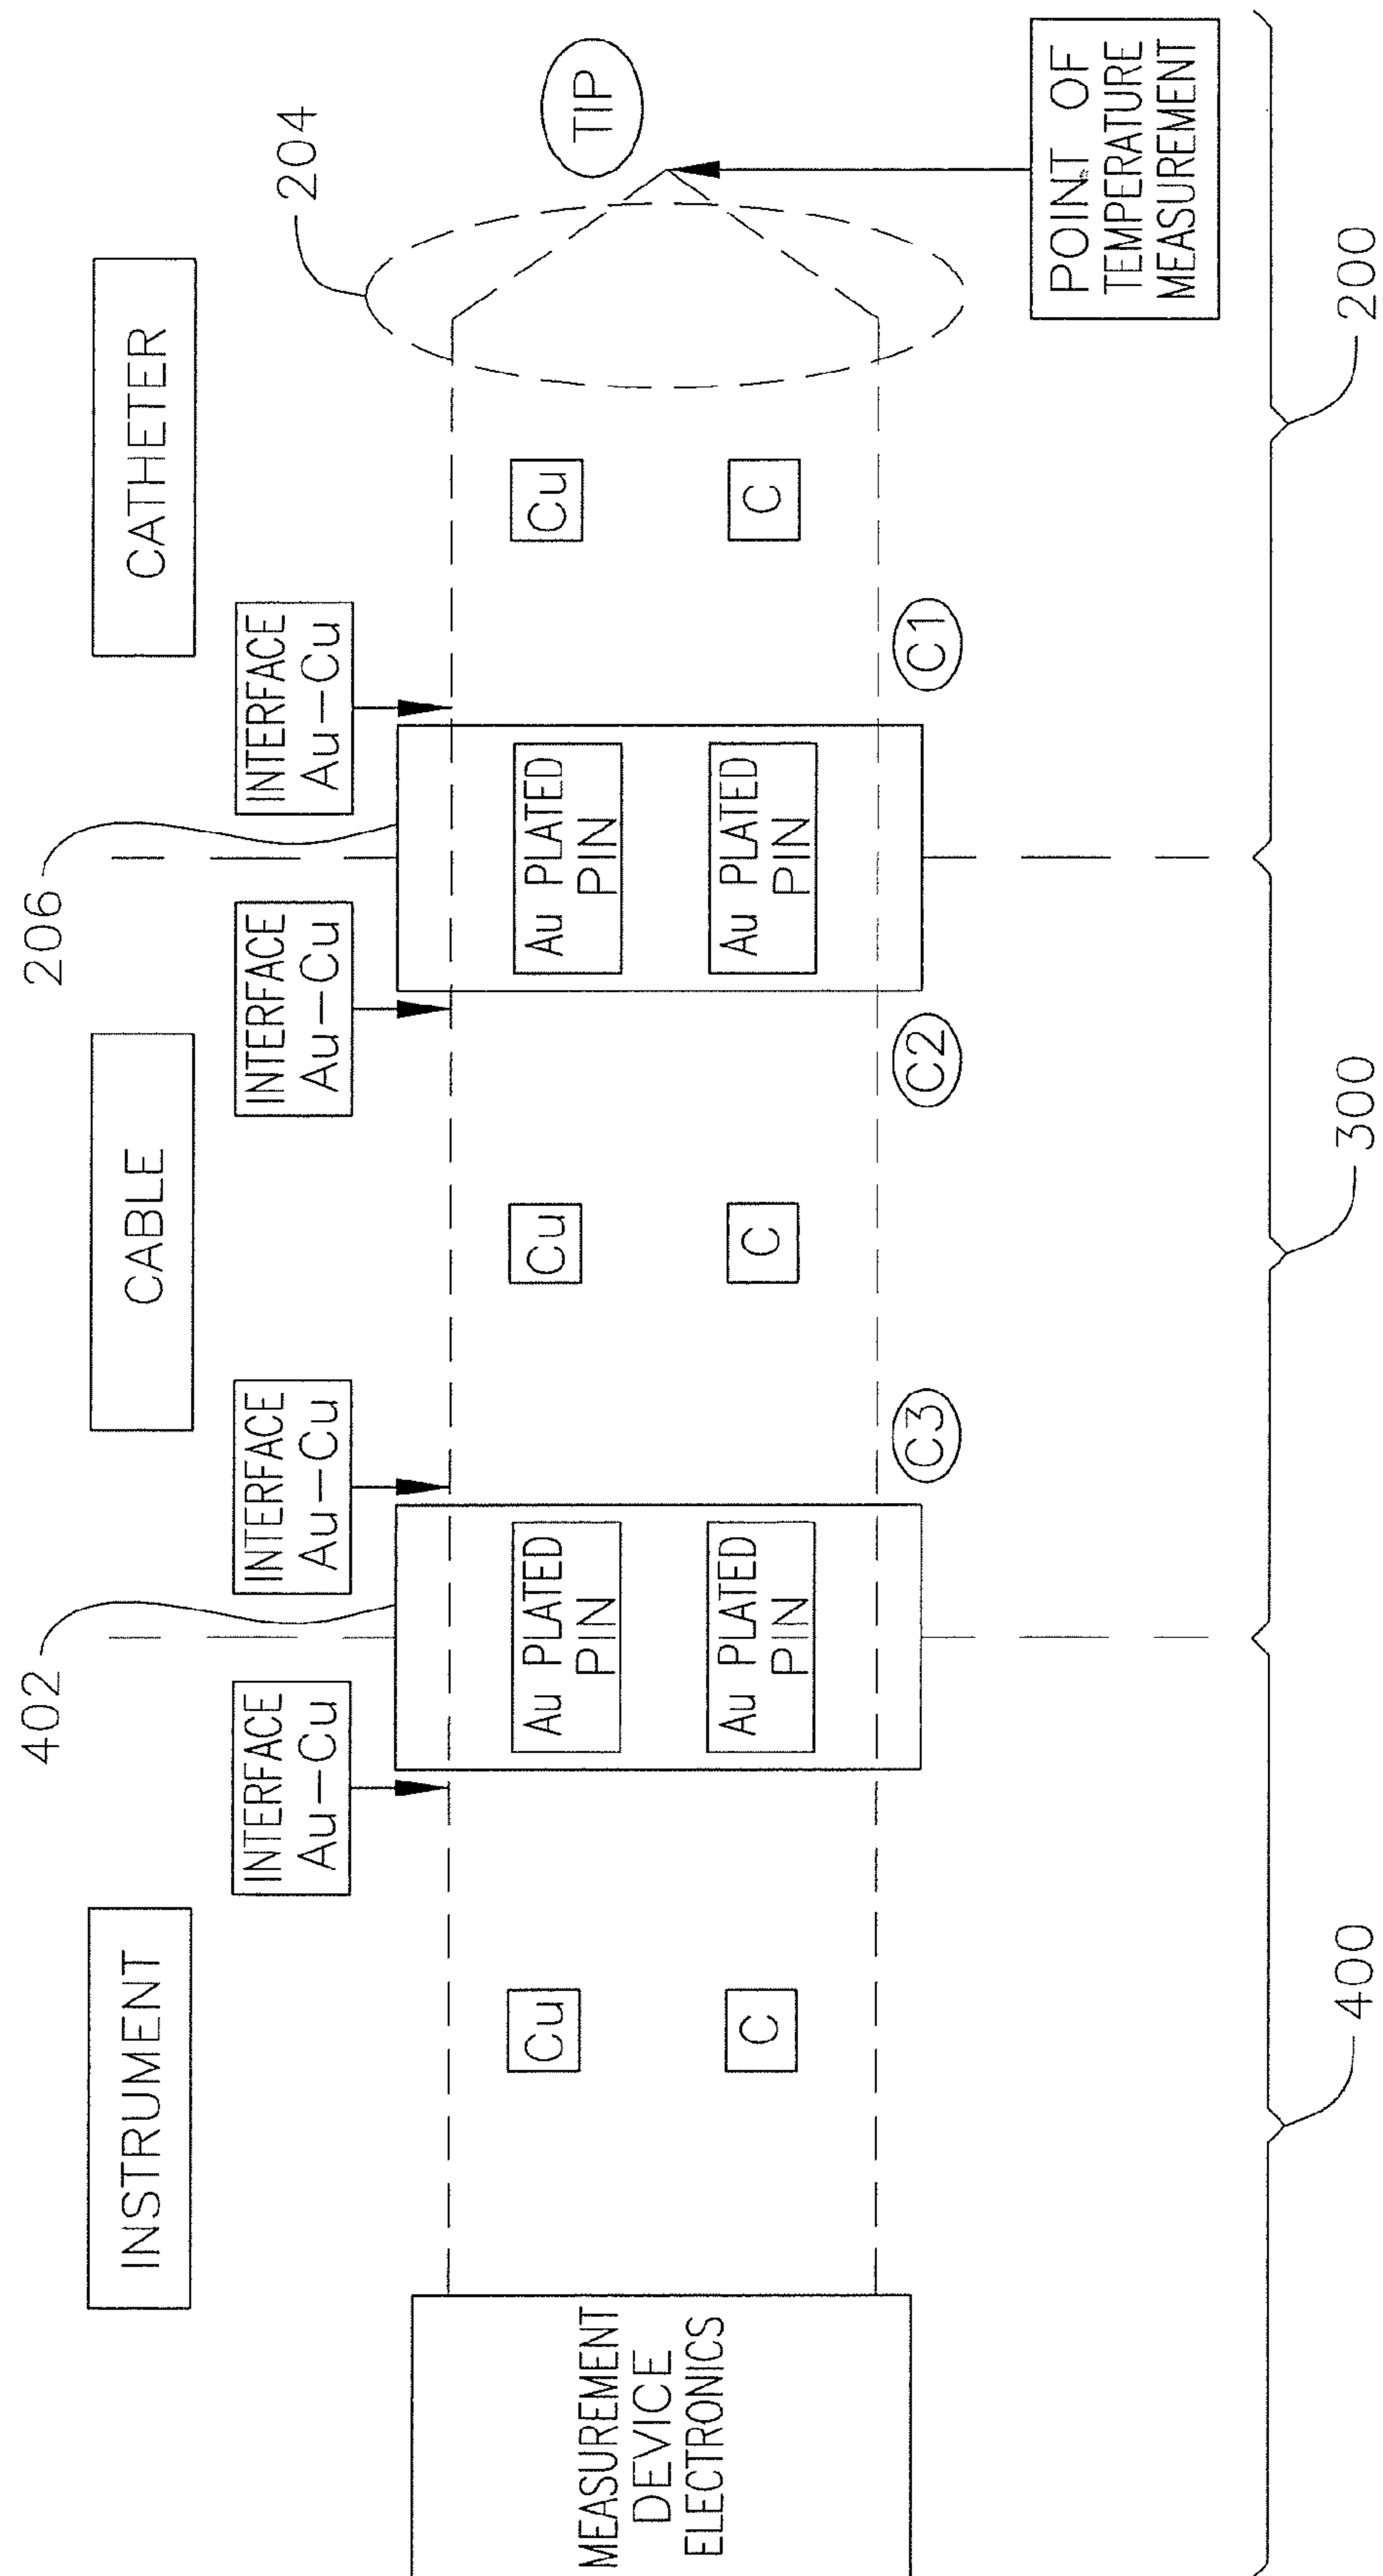 INSTRUMENT
CABLE
CATHETER
402
206
204
INTERFACE
Au–Cu
INTERFACE
Au–Cu
INTERFACE
Au–Cu
INTERFACE
Au–Cu
TIP
MEASUREMENT
DEVICE
ELECTRONICS
Cu
Au PLATED
PIN
Cu
Au PLATED
PIN
Cu
C
Au PLATED
PIN
C
Au PLATED
PIN
C
C3
C2
C1
POINT OF
TEMPERATURE
MEASUREMENT
400
300
200